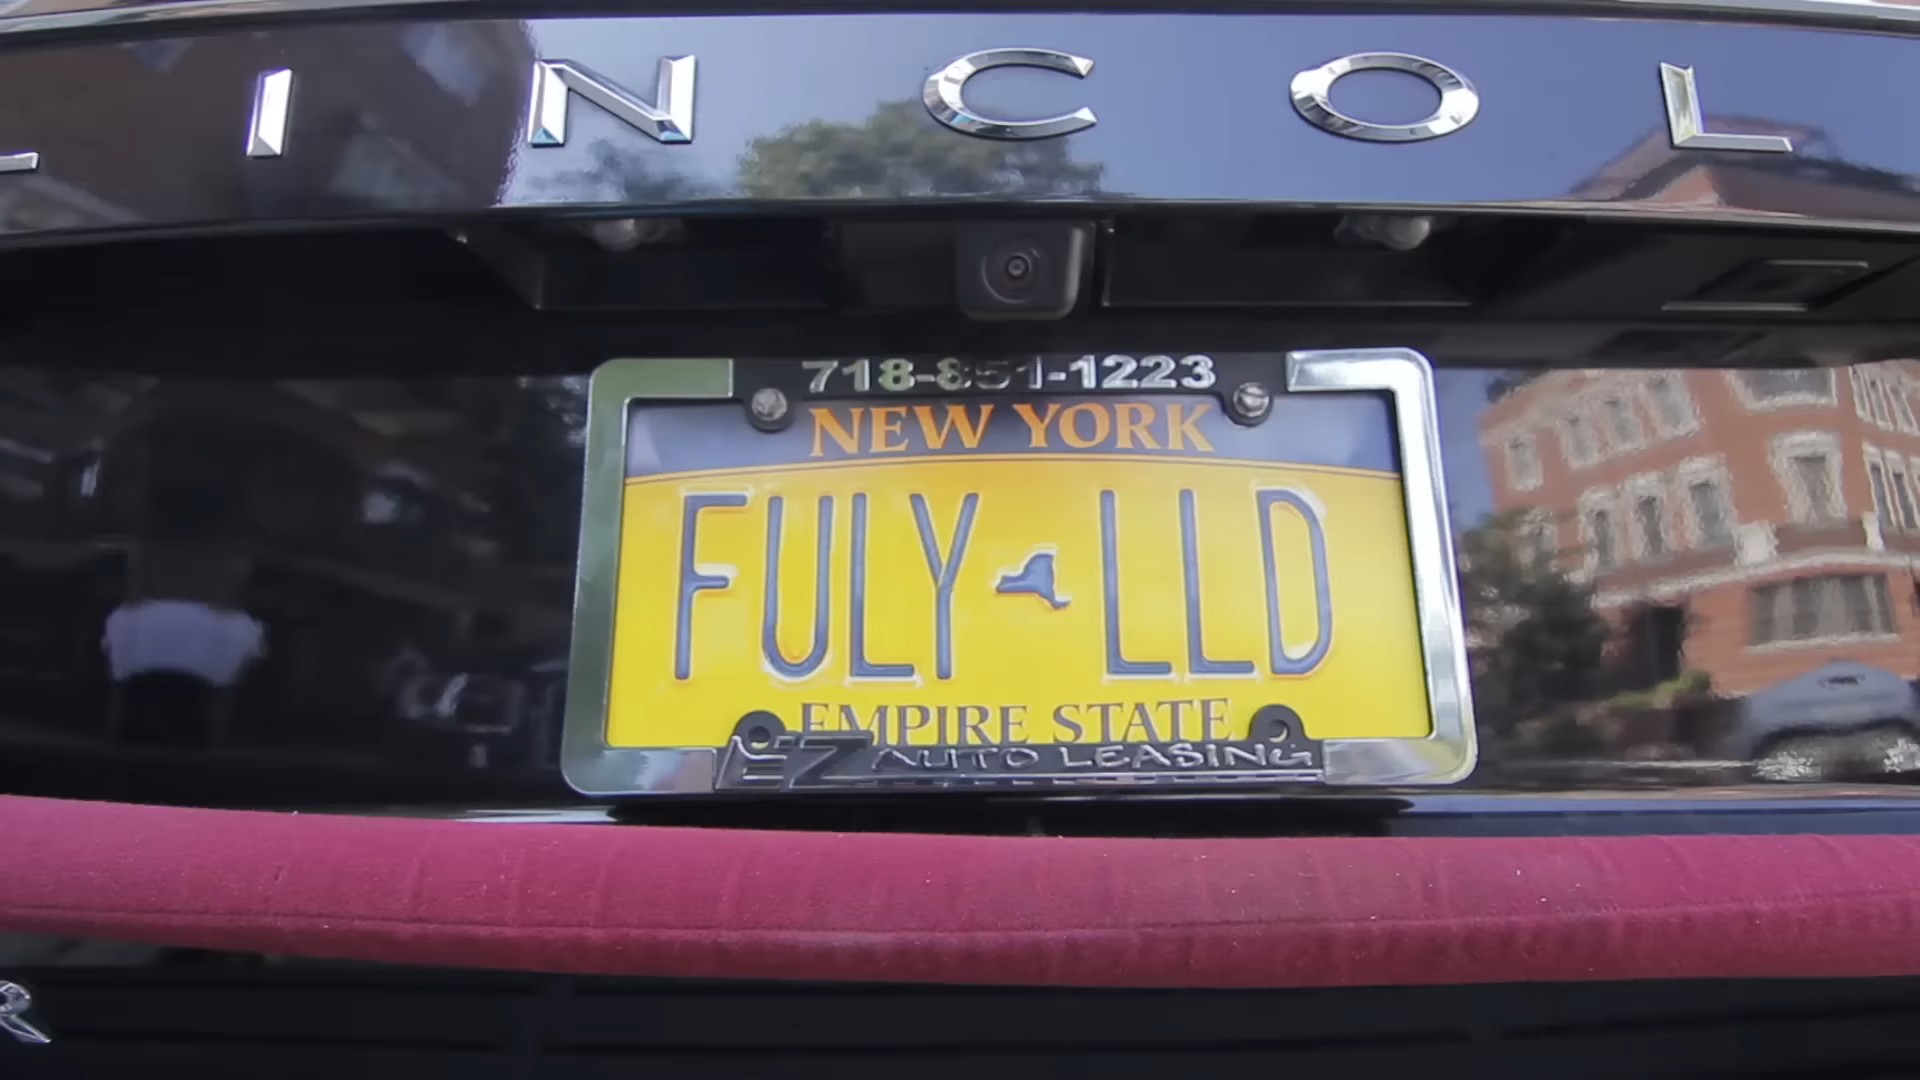 LINCOL
718-851-1223
NEW YORK
FULY LLD
EMPIRE STATE
EZ AUTO LEASING
R